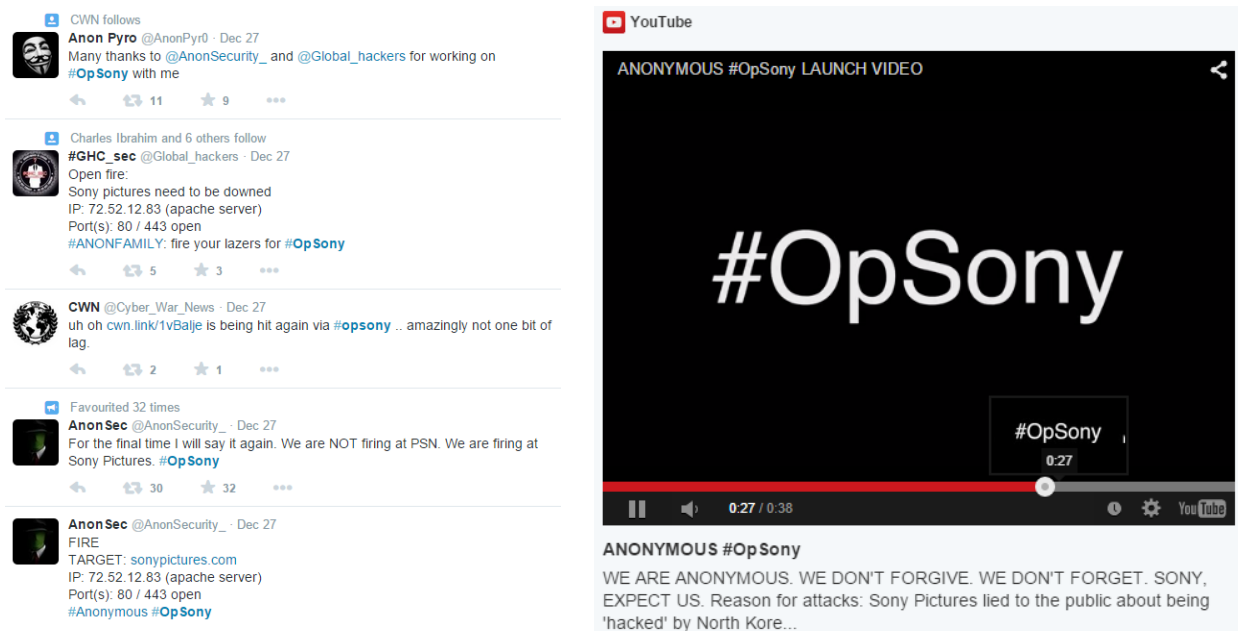 CWN follows
Anon Pyro @AnonPyr0 · Dec 27
Many thanks to @AnonSecurity_ and @Global_hackers for working on
#OpSony with me
11 9
Charles Ibrahim and 6 others follow
#GHC_sec @Global_hackers · Dec 27
Open fire:
Sony pictures need to be downed
IP: 72.52.12.83 (apache server)
Port(s): 80 / 443 open
#ANONFAMILY: fire your lazers for #OpSony
5 3
CWN @Cyber_War_News · Dec 27
uh oh cwn.link/1vBalje is being hit again via #opsony .. amazingly not one bit of
lag.
2 1
Favourited 32 times
AnonSec @AnonSecurity_ · Dec 27
For the final time I will say it again. We are NOT firing at PSN. We are firing at
Sony Pictures. #OpSony
30 32
AnonSec @AnonSecurity_ · Dec 27
FIRE
TARGET: sonypictures.com
IP: 72.52.12.83 (apache server)
Port(s): 80 / 443 open
#Anonymous #OpSony
YouTube
ANONYMOUS #OpSony LAUNCH VIDEO
#OpSony
#OpSony
0:27
0:27 / 0:38
YouTube
ANONYMOUS #OpSony
WE ARE ANONYMOUS. WE DON'T FORGIVE. WE DON'T FORGET. SONY,
EXPECT US. Reason for attacks: Sony Pictures lied to the public about being
'hacked' by North Kore...